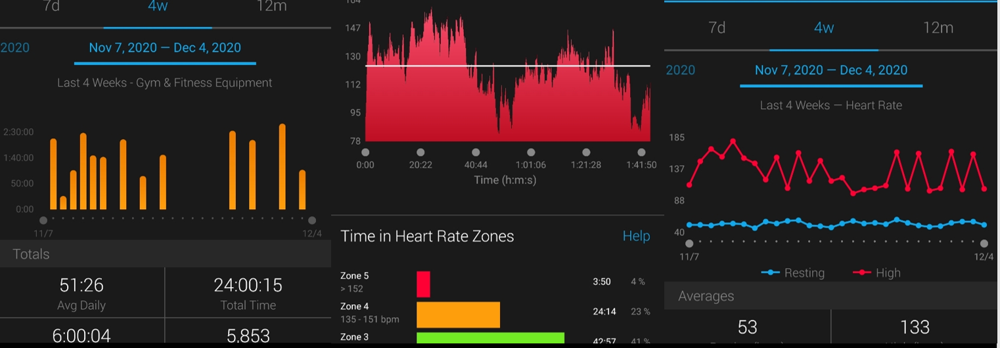 7d 4w 12m
2020 Nov 7, 2020 — Dec 4, 2020
Last 4 Weeks - Gym & Fitness Equipment
2:30:00
1:40:00
50:00
0:00
11/7 12/4
Totals
51:26 24:00:15
Avg Daily Total Time
6:00:04 5,853
164
147
130
112
95
78
0:00 20:22 40:44 1:01:06 1:21:28 1:41:50
Time (h:m:s)
Time in Heart Rate Zones Help
Zone 5
> 152
3:50 4 %
Zone 4
135 - 151 bpm
24:14 23 %
Zone 3
42:57 41 %
7d 4w 12m
2020 Nov 7, 2020 — Dec 4, 2020
Last 4 Weeks — Heart Rate
185
137
88
40
11/7 12/4
Resting High
Averages
53 133